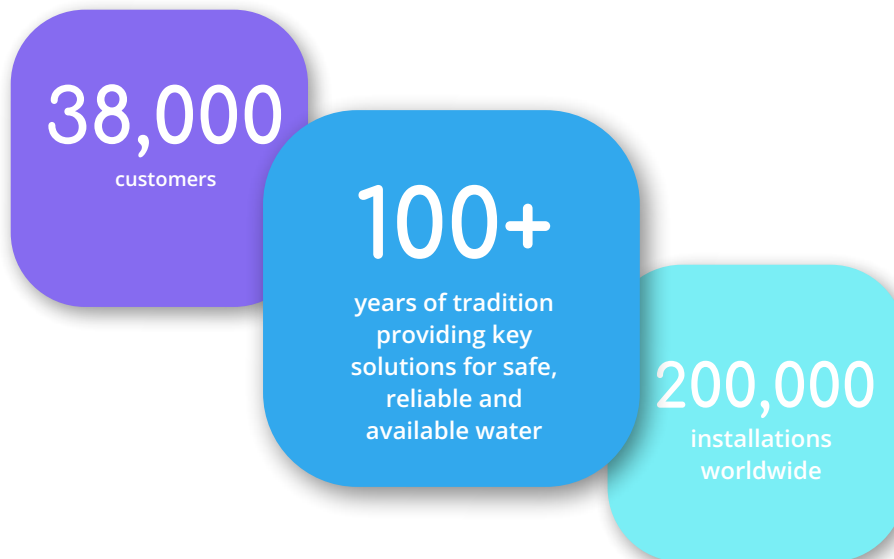 38,000
customers
100+
years of tradition
providing key
solutions for safe,
reliable and
available water
200,000
installations
worldwide